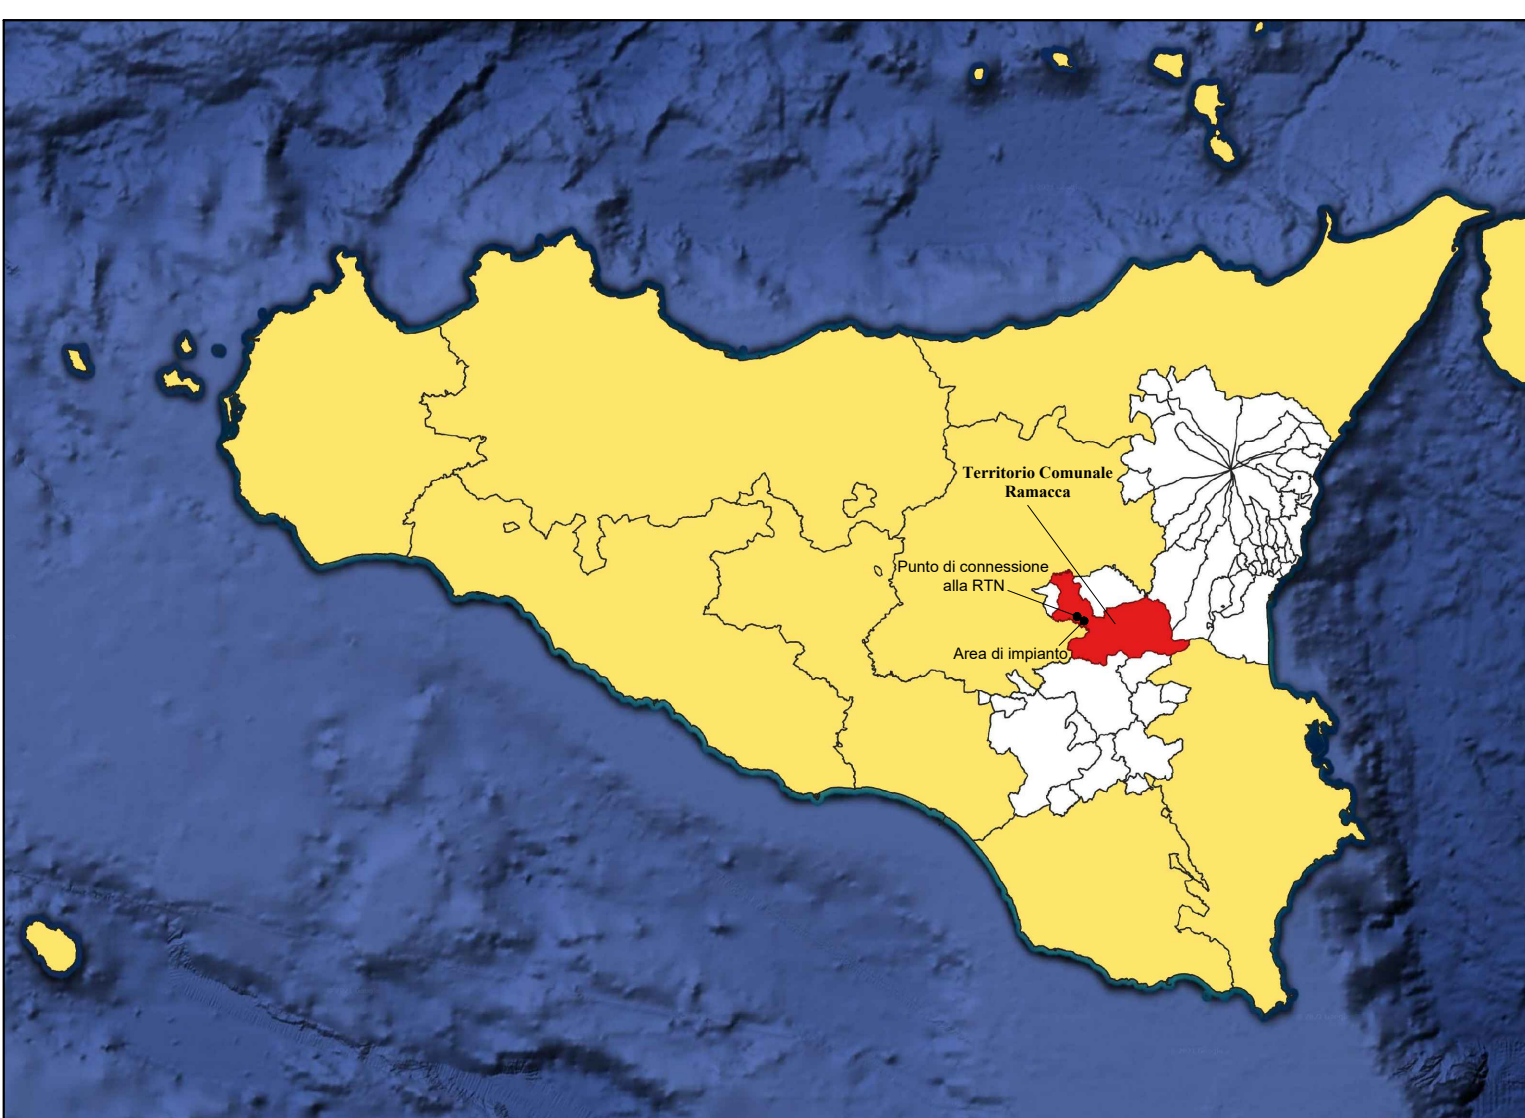 Territorio Comunale
Ramacca
Punto di connessione
alla RTN
Area di impianto